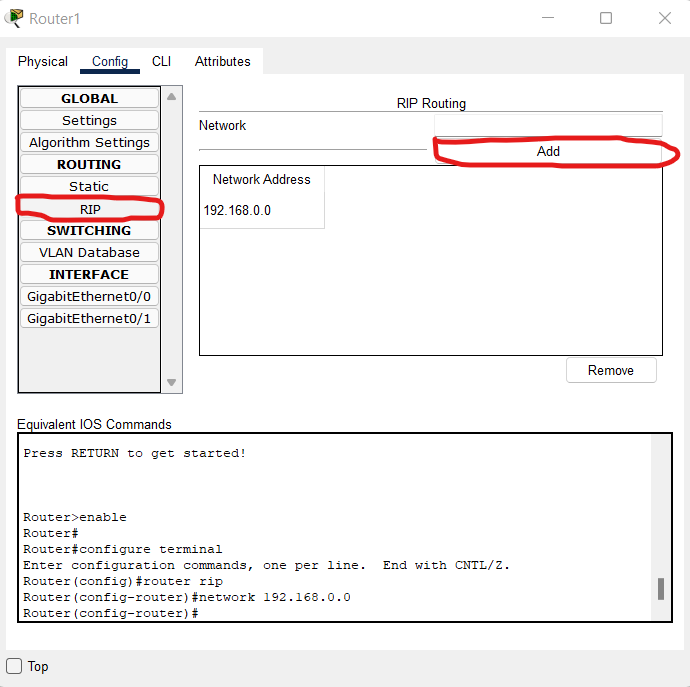 Router1
Physical Config CLI Attributes
GLOBAL
Settings
Algorithm Settings
ROUTING
Static
RIP
SWITCHING
VLAN Database
INTERFACE
GigabitEthernet0/0
GigabitEthernet0/1
RIP Routing
Network
Add
Network Address
192.168.0.0
Remove
Equivalent IOS Commands
Press RETURN to get started!
Router>enable
Router#
Router#configure terminal
Enter configuration commands, one per line.  End with CNTL/Z.
Router(config)#router rip
Router(config-router)#network 192.168.0.0
Router(config-router)#
Top